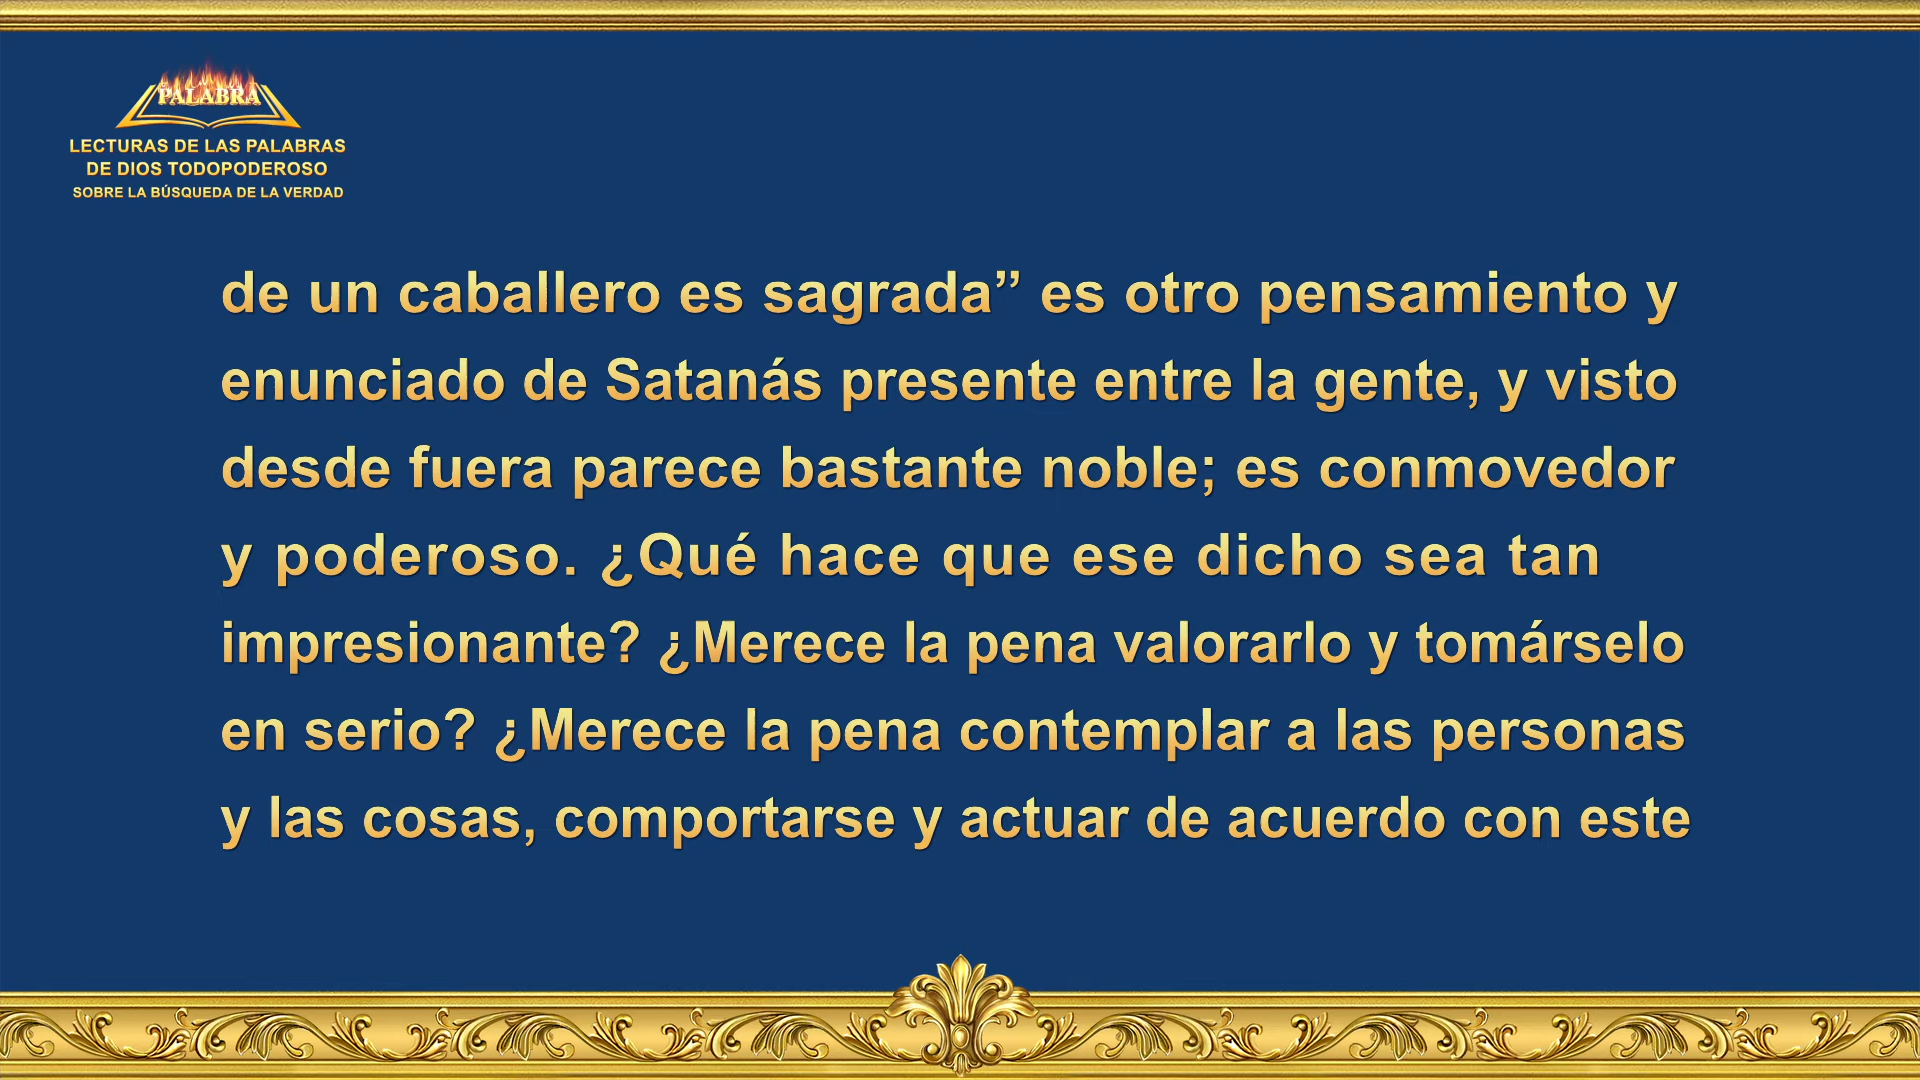 PALABRA
LECTURAS DE LAS PALABRAS
DE DIOS TODOPODEROSO
SOBRE LA BÚSQUEDA DE LA VERDAD
de un caballero es sagrada” es otro pensamiento y
enunciado de Satanás presente entre la gente, y visto
desde fuera parece bastante noble; es conmovedor
y poderoso. ¿Qué hace que ese dicho sea tan
impresionante? ¿Merece la pena valorarlo y tomárselo
en serio? ¿Merece la pena contemplar a las personas
y las cosas, comportarse y actuar de acuerdo con este